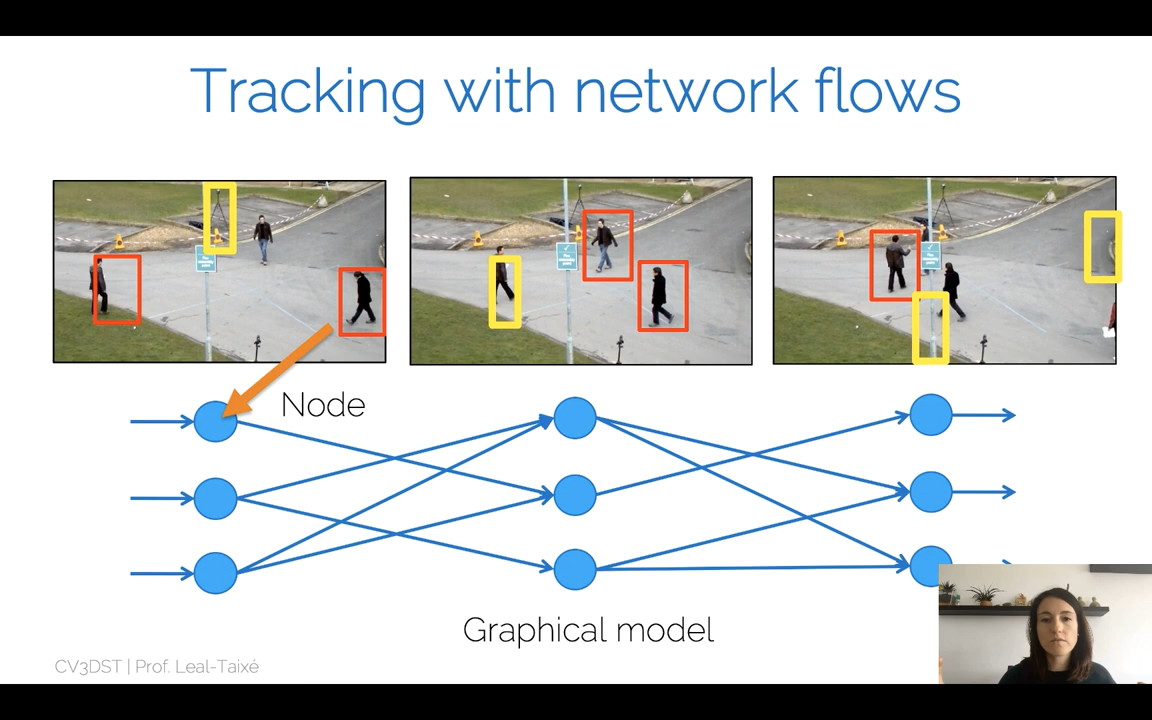 Tracking with network flows
Node
Graphical model
CV3DST | Prof. Leal-Taixé